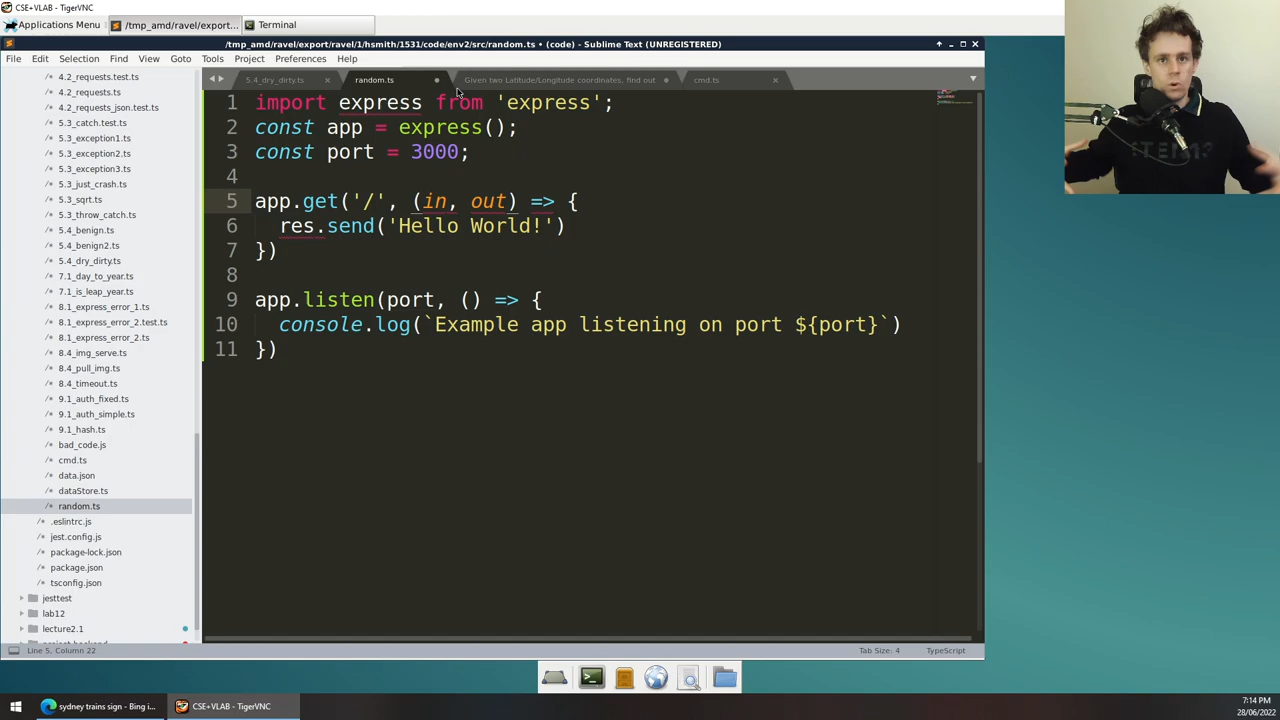 CSE+VLAB - TigerVNC
Applications Menu
/tmp_amd/ravel/export...
Terminal
/tmp_amd/ravel/export/ravel/1/hsmith/1531/code/env2/src/random.ts • (code) - Sublime Text (UNREGISTERED)
File Edit Selection Find View Goto Tools Project Preferences Help
4.2_requests.test.ts
4.2_requests.ts
4.2_requests_json.test.ts
5.3_catch.test.ts
5.3_exception1.ts
5.3_exception2.ts
5.3_exception3.ts
5.3_just_crash.ts
5.3_sqrt.ts
5.3_throw_catch.ts
5.4_benign.ts
5.4_benign2.ts
5.4_dry_dirty.ts
7.1_day_to_year.ts
7.1_is_leap_year.ts
8.1_express_error_1.ts
8.1_express_error_2.test.ts
8.1_express_error_2.ts
8.4_img_serve.ts
8.4_pull_img.ts
8.4_timeout.ts
9.1_auth_fixed.ts
9.1_auth_simple.ts
9.1_hash.ts
bad_code.js
cmd.ts
data.json
dataStore.ts
random.ts
.eslintrc.js
jest.config.js
package-lock.json
package.json
tsconfig.json
jesttest
lab12
lecture2.1
5.4_dry_dirty.ts
random.ts
Given two Latitude/Longitude coordinates, find out
cmd.ts
1 import express from 'express';
2 const app = express();
3 const port = 3000;
4
5 app.get('/', (in, out) => {
6 res.send('Hello World!')
7 })
8
9 app.listen(port, () => {
10 console.log(`Example app listening on port ${port}`)
11 })
Line 5, Column 22
Tab Size: 4
TypeScript
sydney trains sign - Bing i...
CSE+VLAB - TigerVNC
7:14 PM
28/06/2022